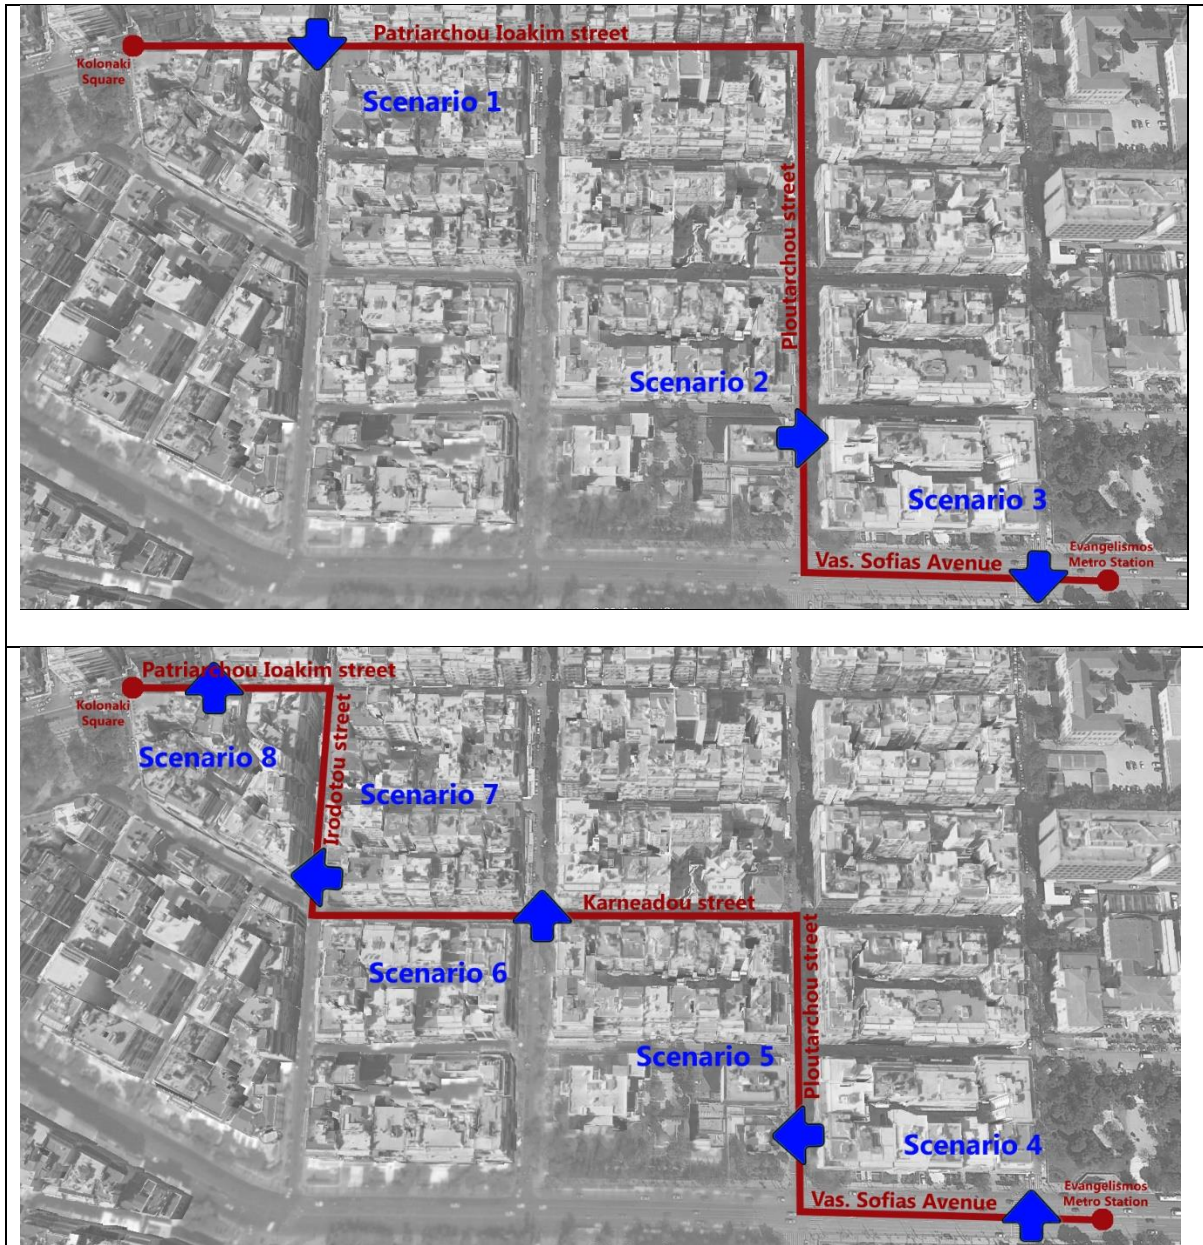 Patriarchou Ioakim street
Kolonaki
Square
Scenario 1
Ploutarchou street
Scenario 2
Scenario 3
Vas. Sofias Avenue
Evangelismos
Metro Station
Patriarchou Ioakim street
Kolonaki
Square
Irodotou street
Scenario 8
Scenario 7
Karneadou street
Scenario 6
Ploutarchou street
Scenario 5
Scenario 4
Vas. Sofias Avenue
Evangelismos
Metro Station